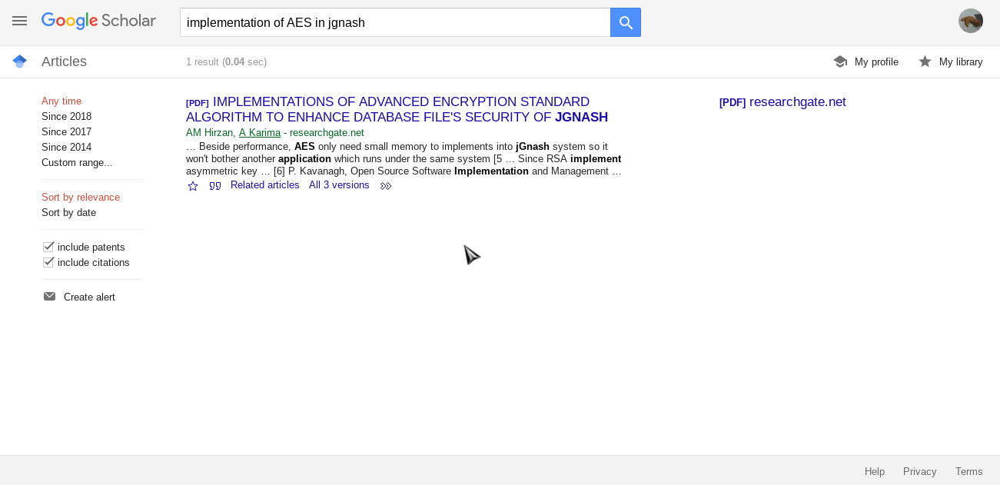 Google Scholar
implementation of AES in jgnash
Articles
1 result (0.04 sec)
My profile
My library
Any time
Since 2018
Since 2017
Since 2014
Custom range...
Sort by relevance
Sort by date
include patents
include citations
Create alert
[PDF] IMPLEMENTATIONS OF ADVANCED ENCRYPTION STANDARD
ALGORITHM TO ENHANCE DATABASE FILE'S SECURITY OF JGNASH
AM Hirzan, A Karima - researchgate.net
… Beside performance, AES only need small memory to implements into jGnash system so it
won't bother another application which runs under the same system [5 … Since RSA implement
asymmetric key … [6] P. Kavanagh, Open Source Software Implementation and Management …
Related articles All 3 versions
[PDF] researchgate.net
Help Privacy Terms